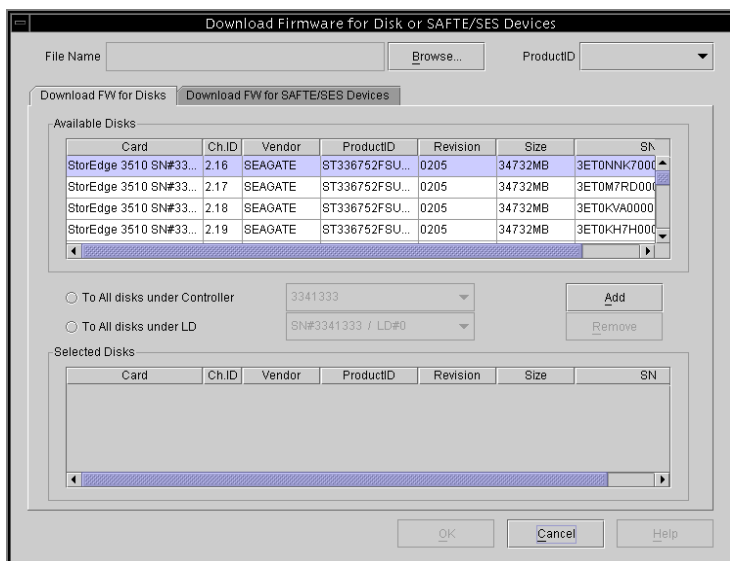 Download Firmware for Disk or SAFTE/SES Devices
File Name Browse... ProductID
Download FW for Disks Download FW for SAFTE/SES Devices
Available Disks
Card Ch.ID Vendor ProductID Revision Size SN
StorEdge 3510 SN#33... 2.16 SEAGATE ST336752FSU... 0205 34732MB 3ET0NNK7000
StorEdge 3510 SN#33... 2.17 SEAGATE ST336752FSU... 0205 34732MB 3ET0M7RD000
StorEdge 3510 SN#33... 2.18 SEAGATE ST336752FSU... 0205 34732MB 3ET0KVA0000
StorEdge 3510 SN#33... 2.19 SEAGATE ST336752FSU... 0205 34732MB 3ET0KH7H000
To All disks under Controller 3341333 Add
To All disks under LD SN#3341333 / LD#0 Remove
Selected Disks
Card Ch.ID Vendor ProductID Revision Size SN
OK Cancel Help